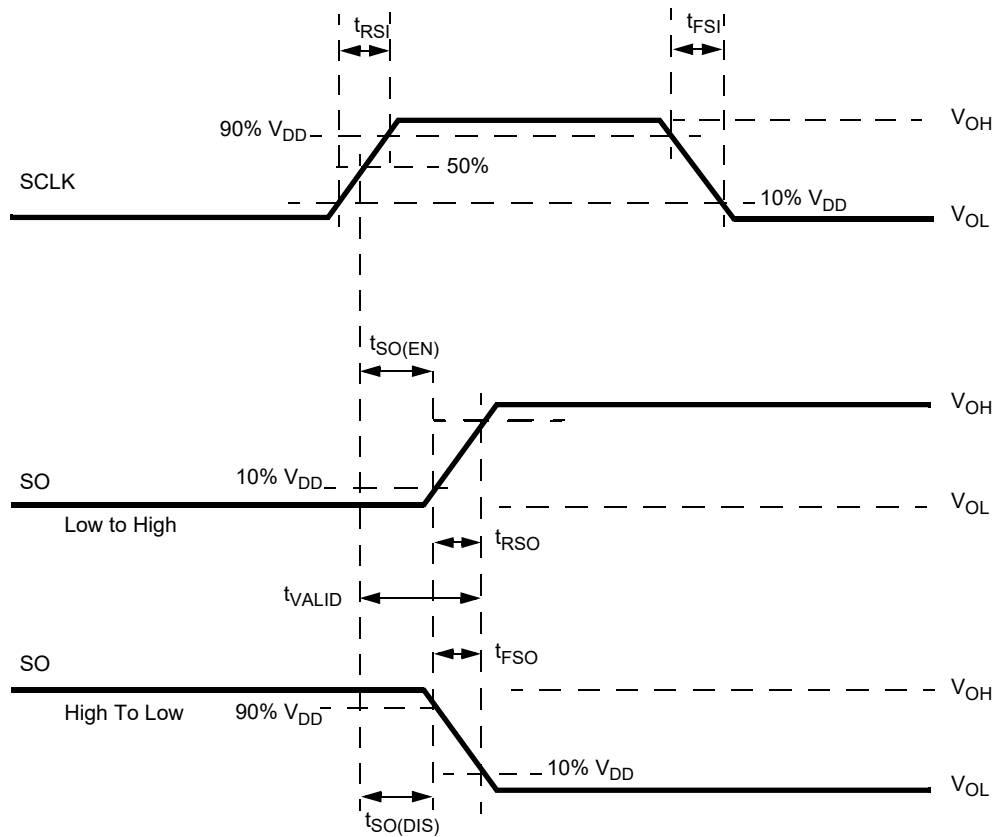 tRSI
tFSI
90% VDD
VOH
50%
SCLK
10% VDD
VOL
tSO(EN)
VOH
10% VDD
SO
VOL
Low to High
tRSO
tVALID
tFSO
SO
VOH
High To Low
90% VDD
10% VDD
VOL
tSO(DIS)